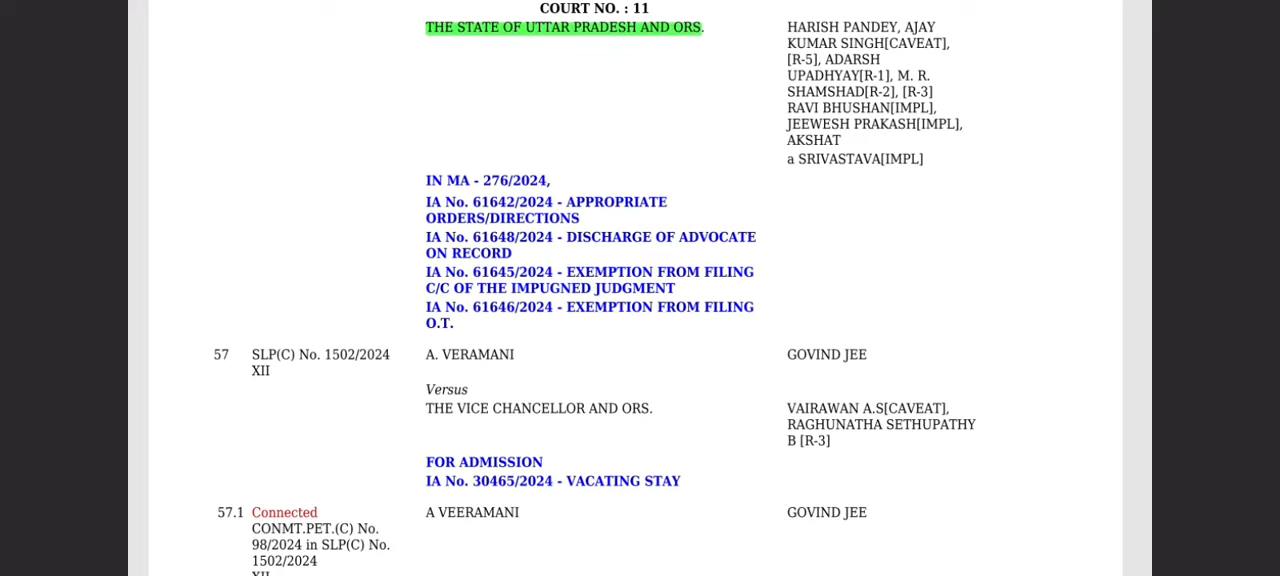 COURT NO. : 11
THE STATE OF UTTAR PRADESH AND ORS.
HARISH PANDEY, AJAY
KUMAR SINGH[CAVEAT],
[R-5], ADARSH
UPADHYAY[R-1], M. R.
SHAMSHAD[R-2], [R-3]
RAVI BHUSHAN[IMPL],
JEEWESH PRAKASH[IMPL],
AKSHAT
a SRIVASTAVA[IMPL]
IN MA - 276/2024,
IA No. 61642/2024 - APPROPRIATE
ORDERS/DIRECTIONS
IA No. 61648/2024 - DISCHARGE OF ADVOCATE
ON RECORD
IA No. 61645/2024 - EXEMPTION FROM FILING
C/C OF THE IMPUGNED JUDGMENT
IA No. 61646/2024 - EXEMPTION FROM FILING
O.T.
57 SLP(C) No. 1502/2024
XII
A. VERAMANI
GOVIND JEE
Versus
THE VICE CHANCELLOR AND ORS.
VAIRAWAN A.S[CAVEAT],
RAGHUNATHA SETHUPATHY
B [R-3]
FOR ADMISSION
IA No. 30465/2024 - VACATING STAY
57.1 Connected
CONMT.PET.(C) No.
98/2024 in SLP(C) No.
1502/2024
XII
A VEERAMANI
GOVIND JEE